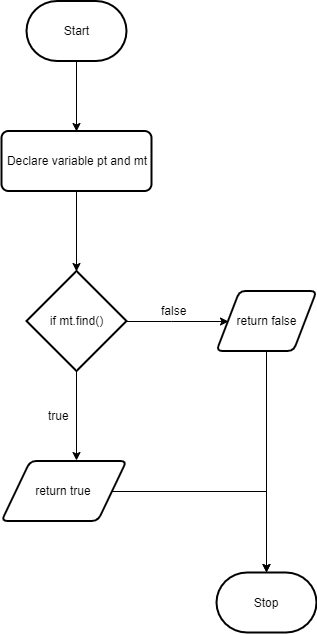 Start
Declare variable pt and mt
if mt.find()
false
return false
true
return true
Stop